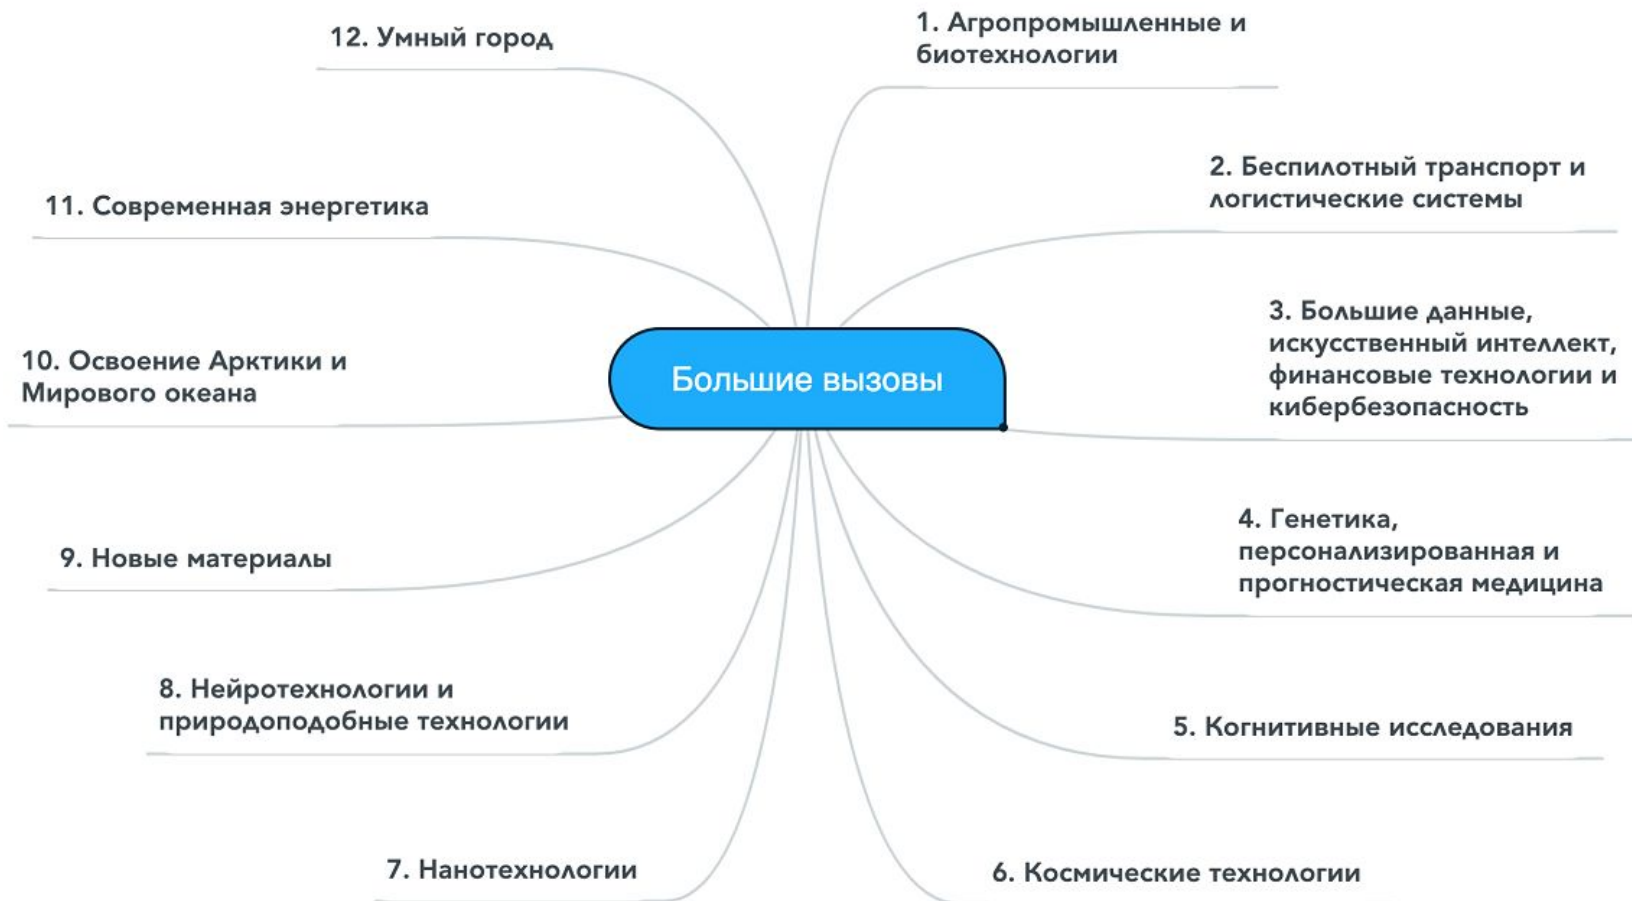 12. Умный город
1. Агропромышленные и
биотехнологии
2. Беспилотный транспорт и
логистические системы
11. Современная энергетика
3. Большие данные,
искусственный интеллект,
финансовые технологии и
кибербезопасность
10. Освоение Арктики и
Мирового океана
Большие вызовы
4. Генетика,
персонализированная и
прогностическая медицина
9. Новые материалы
8. Нейротехнологии и
природоподобные технологии
5. Когнитивные исследования
7. Нанотехнологии
6. Космические технологии